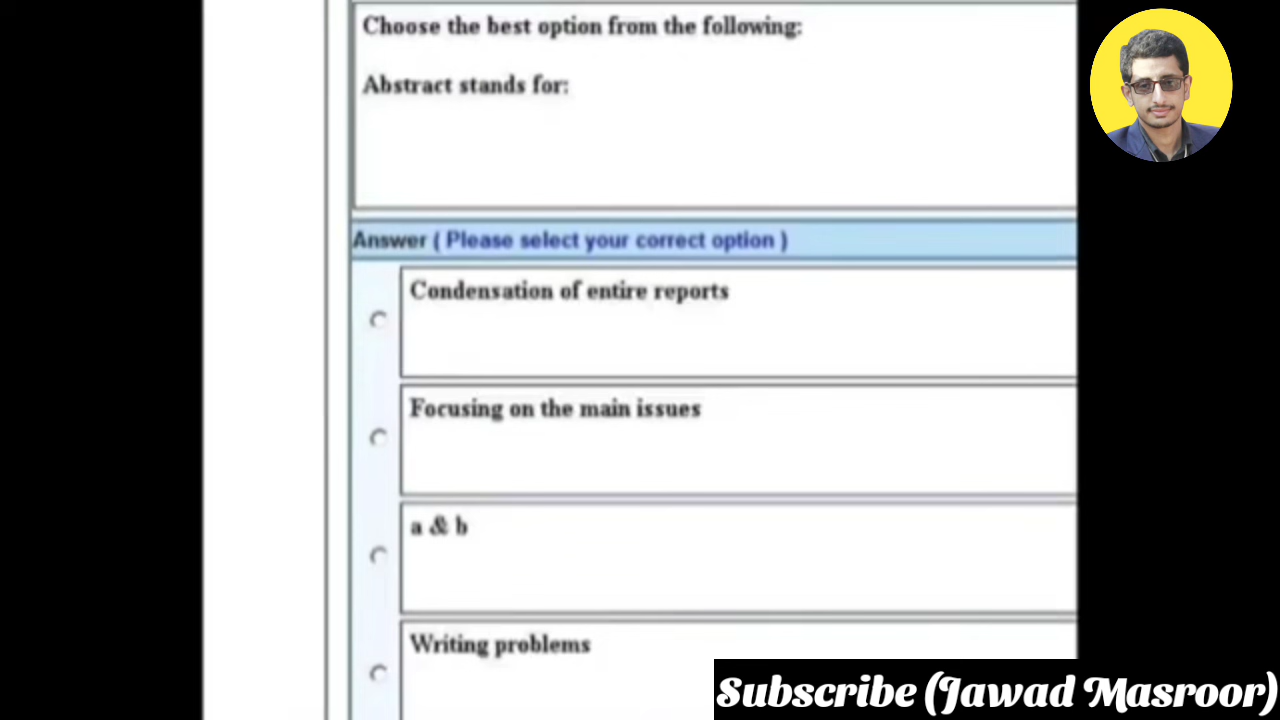 Choose the best option from the following:
Abstract stands for:
Answer ( Please select your correct option )
Condensation of entire reports
Focusing on the main issues
a & b
Writing problems
Subscribe (Jawad Masroor)